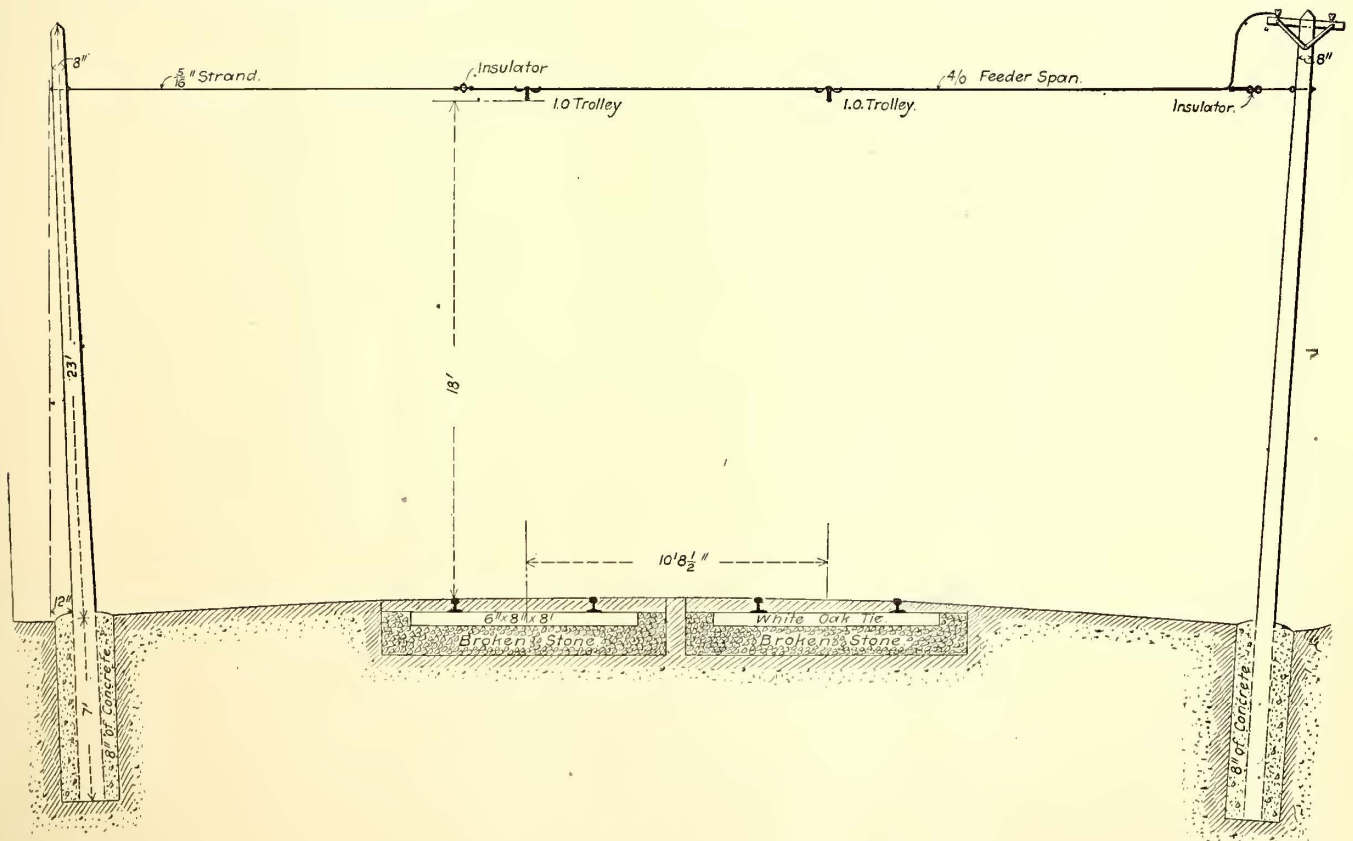 8"
5/16" Strand.
Insulator
1.0 Trolley
1.0. Trolley.
4/0 Feeder Span.
Insulator.
8"
23'
18'
10' 8 1/2 "
12"
6"x 8"x 8'
White Oak Tie.
Broken Stone
Broken Stone
7'
8" of Concrete.
8" of Concrete.